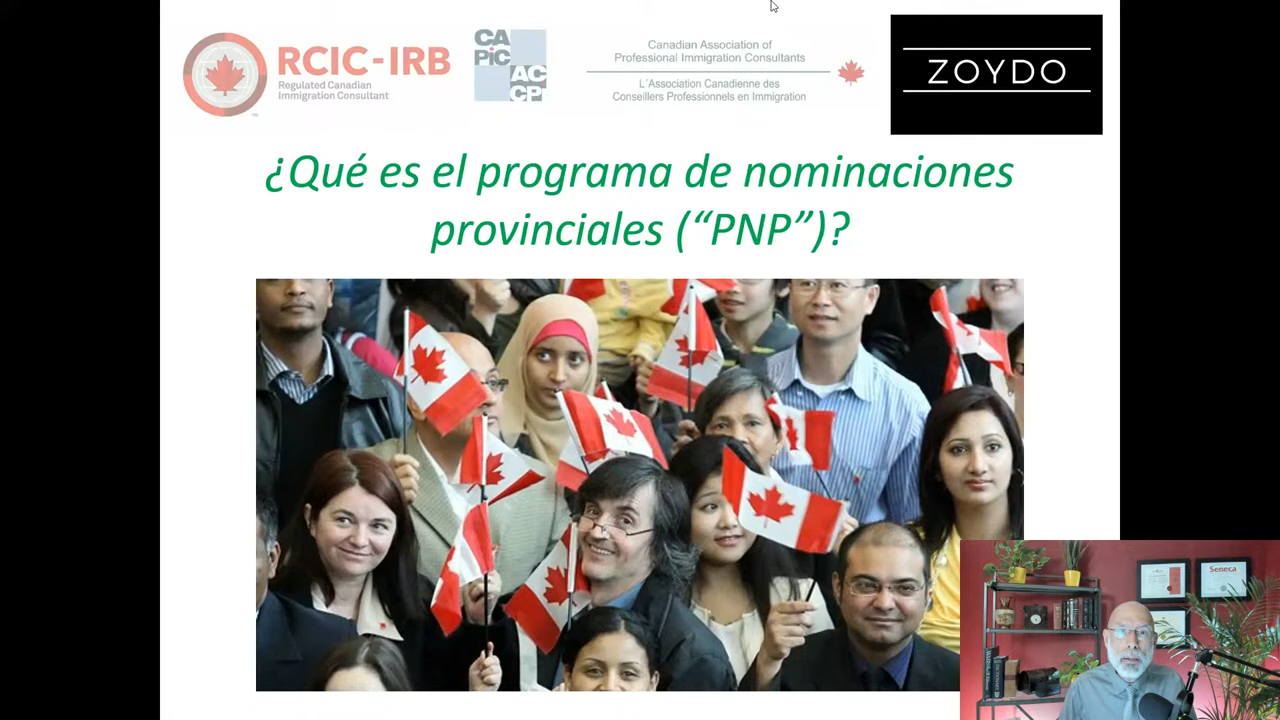 RCIC-IRB
Regulated Canadian
Immigration Consultant
CA
PiC
AC
CP
Canadian Association of
Professional Immigration Consultants
L´Association Canadienne des
Conseillers Professionnels en Immigration
ZOYDO
¿Qué es el programa de nominaciones
provinciales (“PNP”)?
Seneca